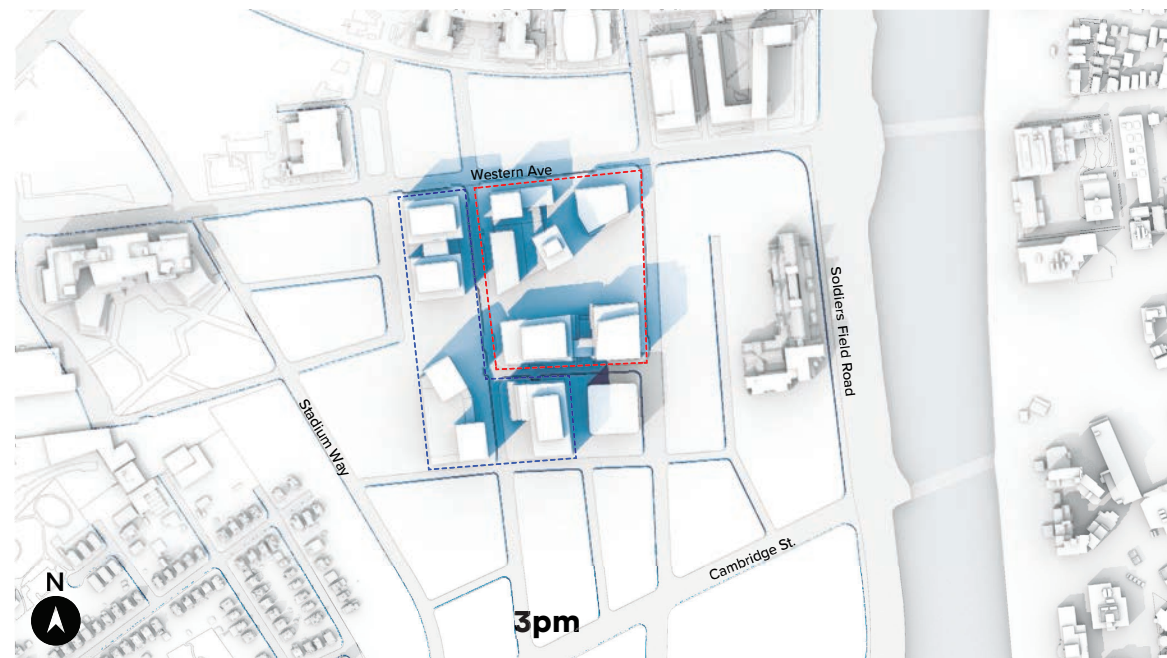 Western Ave
Soldiers Field Road
Stadium Way
Cambridge St.
N
3pm